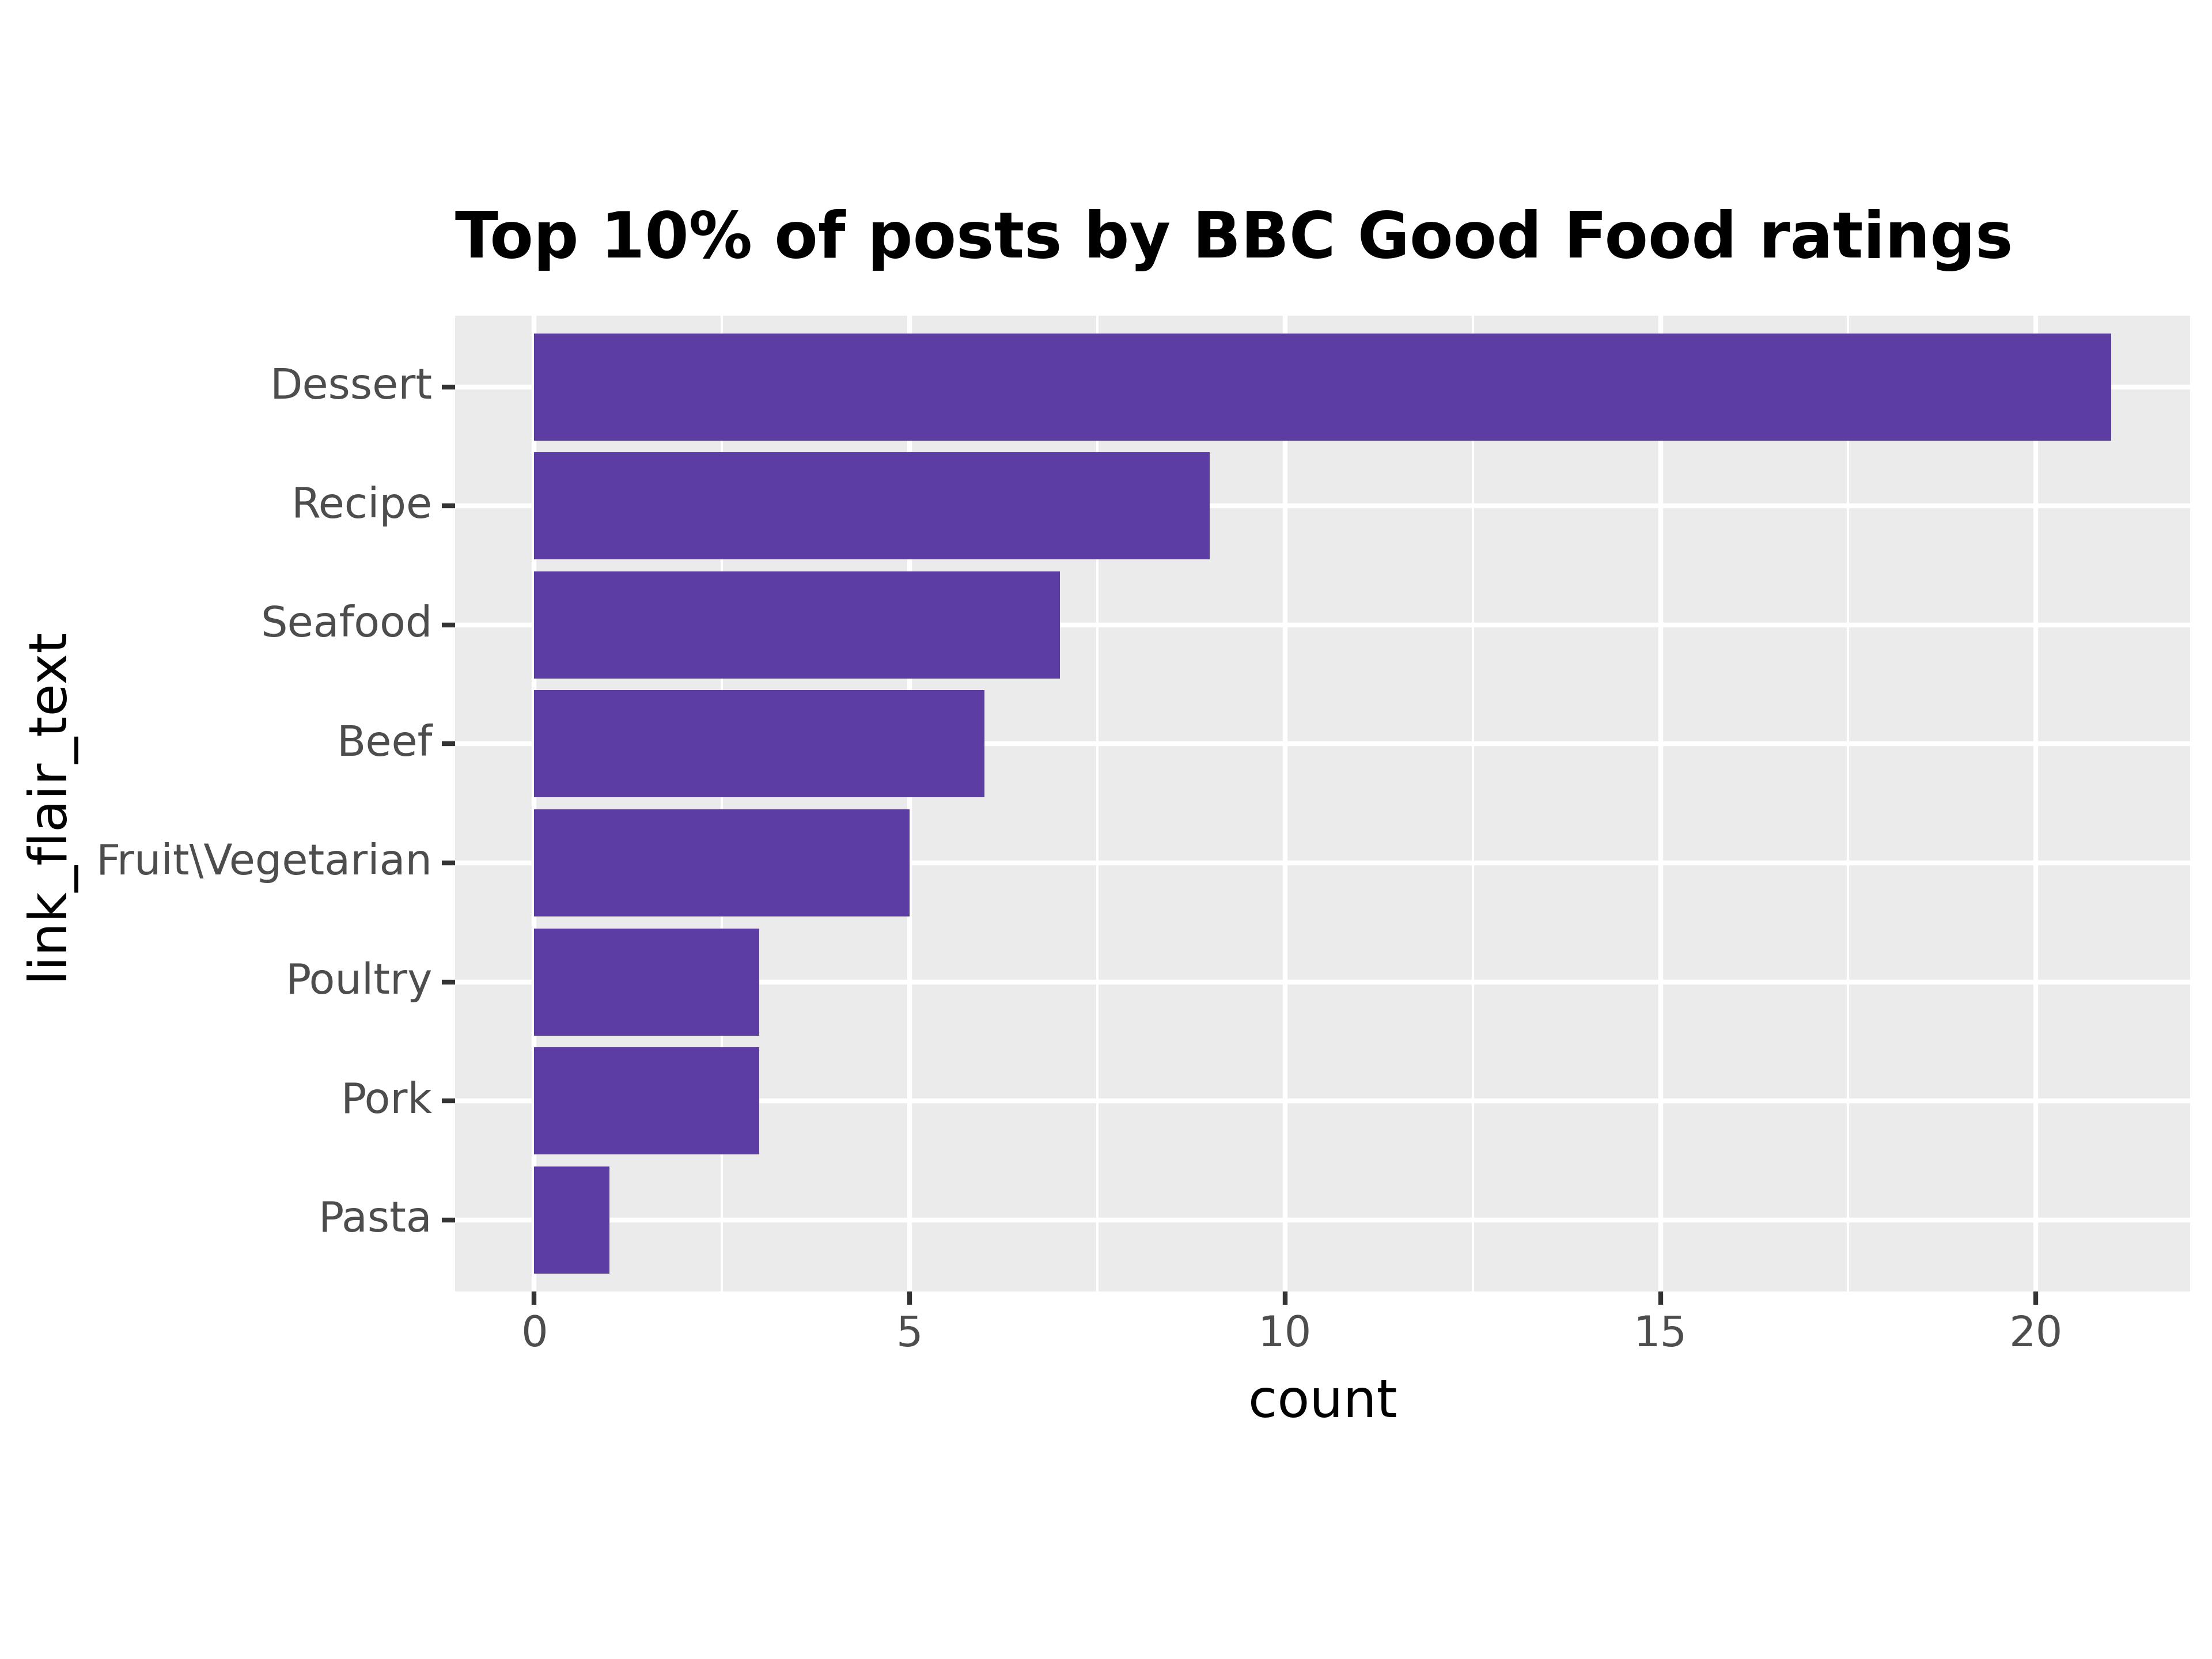 Top 10% of posts by BBC Good Food ratings
link_flair_text
Dessert
Recipe
Seafood
Beef
Fruit\Vegetarian
Poultry
Pork
Pasta
0 5 10 15 20
count